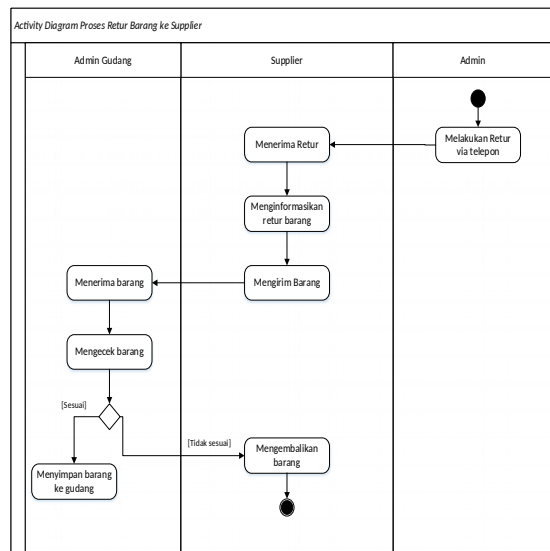 Activity Diagram Proses Retur Barang ke Supplier
Admin Gudang
Supplier
Admin
Melakukan Retur
via telepon
Menerima Retur
Menginformasikan
retur barang
Mengirim Barang
Menerima barang
Mengecek barang
[Sesuai]
[Tidak sesuai]
Mengembalikan
barang
Menyimpan barang
ke gudang